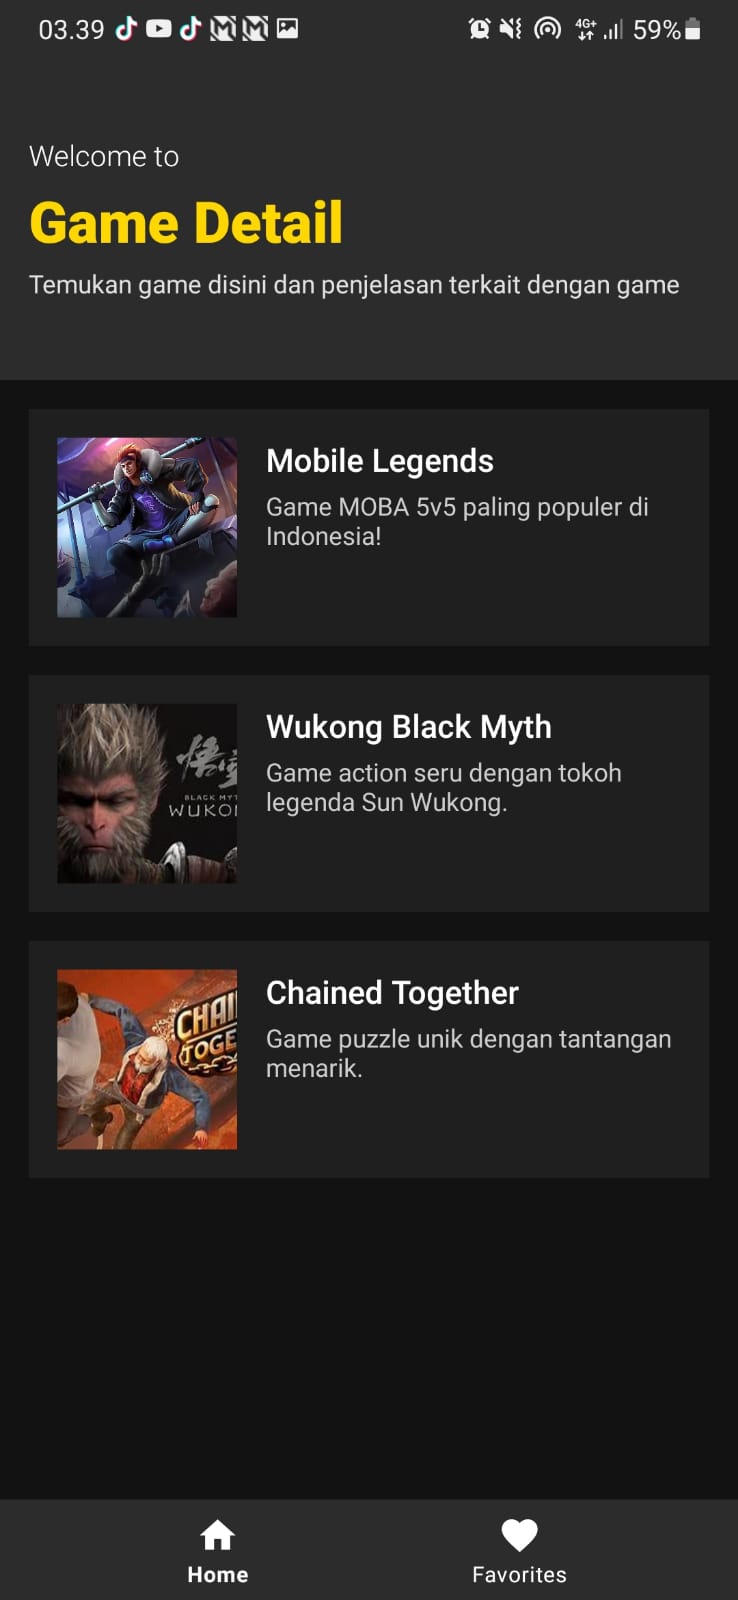 03.39
4G+
59%
Welcome to
Game Detail
Temukan game disini dan penjelasan terkait dengan game
Mobile Legends
Game MOBA 5v5 paling populer di
Indonesia!
BLACK MYT
WUKO
Wukong Black Myth
Game action seru dengan tokoh
legenda Sun Wukong.
CHAI
TOGE
Chained Together
Game puzzle unik dengan tantangan
menarik.
Home
Favorites